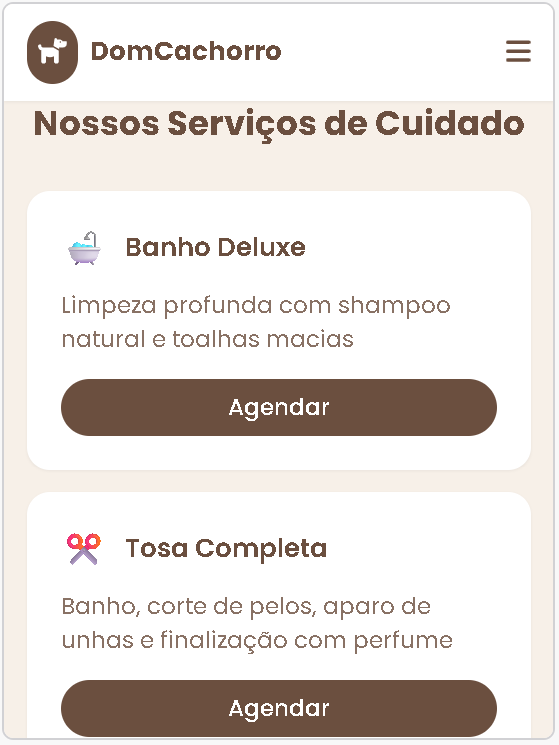 DomCachorro
Nossos Serviços de Cuidado
Banho Deluxe
Limpeza profunda com shampoo
natural e toalhas macias
Agendar
Tosa Completa
Banho, corte de pelos, aparo de
unhas e finalização com perfume
Agendar